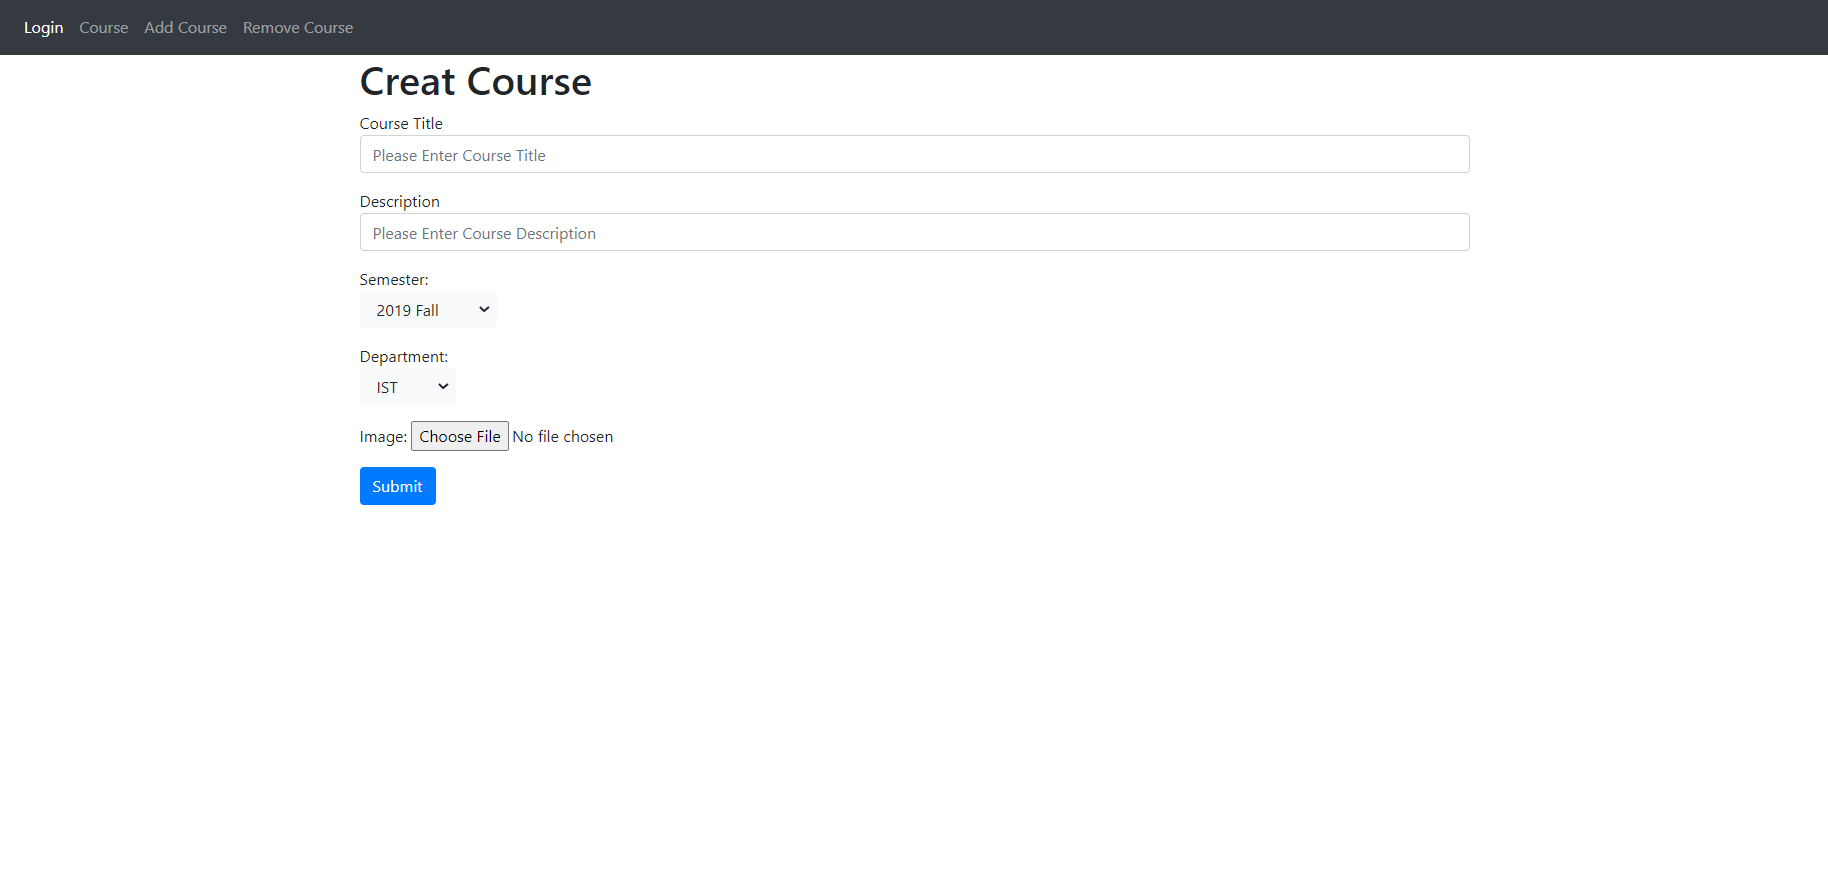 Login Course Add Course Remove Course
Creat Course
Course Title
Please Enter Course Title
Description
Please Enter Course Description
Semester:
2019 Fall
Department:
IST
Image: Choose File No file chosen
Submit